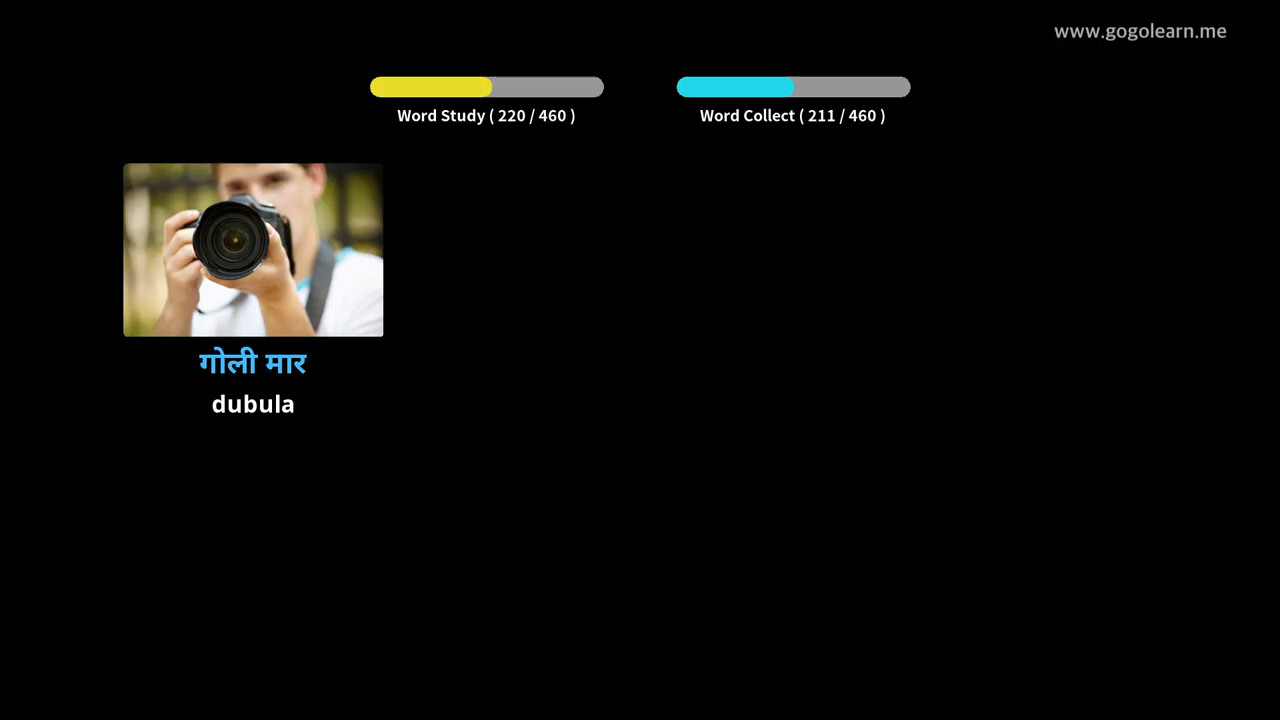 www.gogolearn.me
Word Study ( 220 / 460 )
Word Collect ( 211 / 460 )
गोली मार
dubula